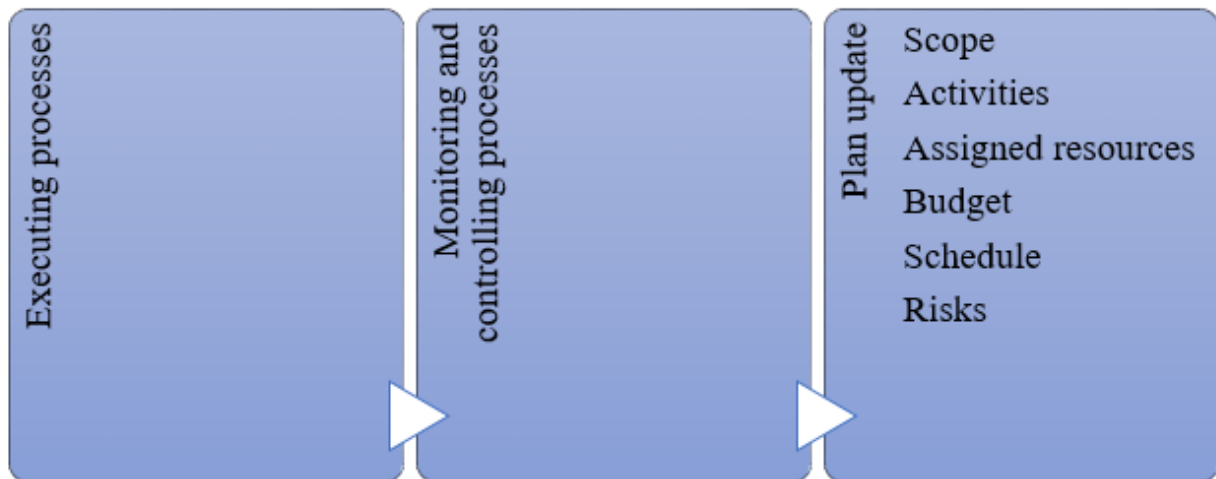 Executing processes
Monitoring and
controlling processes
Plan update
Scope
Activities
Assigned resources
Budget
Schedule
Risks